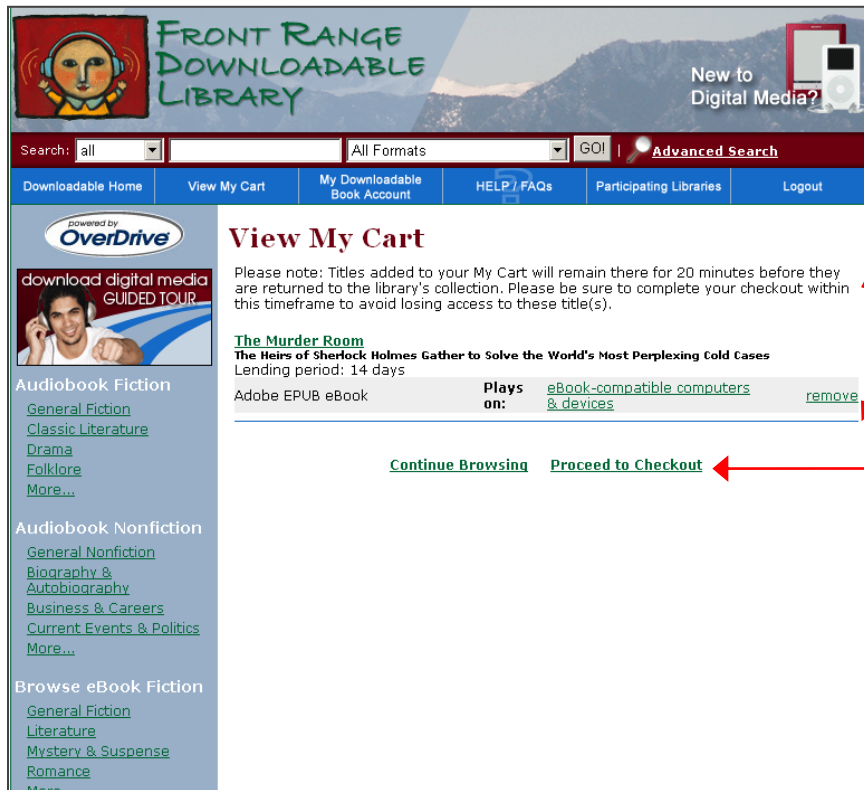 FRONT RANGE
DOWNLOADABLE
LIBRARY
New to
Digital Media?
Search: all All Formats GO! | Advanced Search
Downloadable Home View My Cart My Downloadable Book Account HELP / FAQs Participating Libraries Logout
powered by
OverDrive
download digital media
GUIDED TOUR
Audiobook Fiction
General Fiction
Classic Literature
Drama
Folklore
More...
Audiobook Nonfiction
General Nonfiction
Biography &
Autobiography
Business & Careers
Current Events & Politics
More...
Browse eBook Fiction
General Fiction
Literature
Mystery & Suspense
Romance
More...
View My Cart
Please note: Titles added to your My Cart will remain there for 20 minutes before they
are returned to the library's collection. Please be sure to complete your checkout within
this timeframe to avoid losing access to these title(s).
The Murder Room
The Heirs of Sherlock Holmes Gather to Solve the World's Most Perplexing Cold Cases
Lending period: 14 days
Adobe EPUB eBook Plays on: eBook-compatible computers & devices remove
Continue Browsing Proceed to Checkout